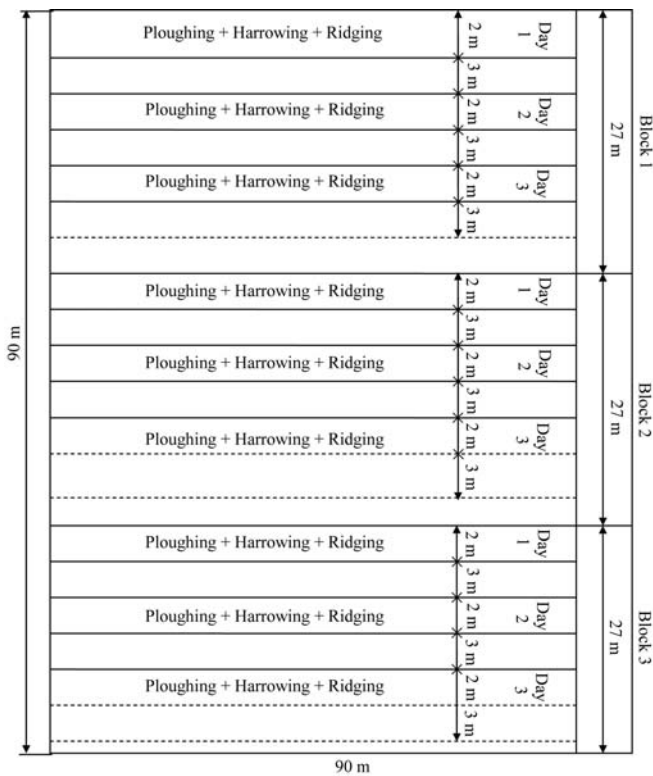 Ploughing + Harrowing + Ridging
2 m
Day 1
3 m
Ploughing + Harrowing + Ridging
2 m
Day 2
3 m
Ploughing + Harrowing + Ridging
2 m
Day 3
3 m
27 m
Block 1
Ploughing + Harrowing + Ridging
2 m
Day 1
3 m
Ploughing + Harrowing + Ridging
2 m
Day 2
3 m
Ploughing + Harrowing + Ridging
2 m
Day 3
3 m
27 m
Block 2
Ploughing + Harrowing + Ridging
2 m
Day 1
3 m
Ploughing + Harrowing + Ridging
2 m
Day 2
3 m
Ploughing + Harrowing + Ridging
2 m
Day 3
3 m
27 m
Block 3
90 m
90 m